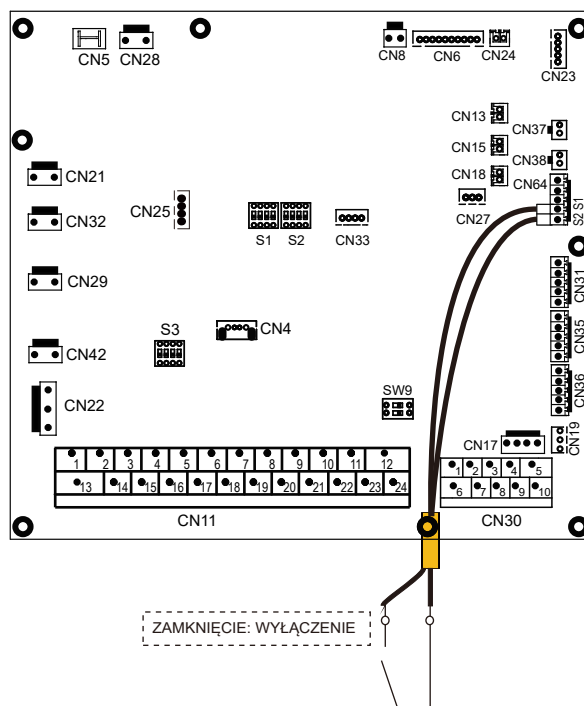 CN5 CN28 CN8 CN6 CN24 CN23
CN13
CN15
CN18
CN37
CN38
CN64
CN21
CN32
CN25
S1 S2 CN33
CN27
S2 S1
CN29
CN31
CN42
S3
CN4
CN35
CN22
SW9
CN36
CN17
CN19
1 2 3 4 5 6 7 8 9 10 11 12
13 14 15 16 17 18 19 20 21 22 23 24
CN11
1 2 3 4 5
6 7 8 9 10
CN30
ZAMKNIĘCIE: WYŁĄCZENIE